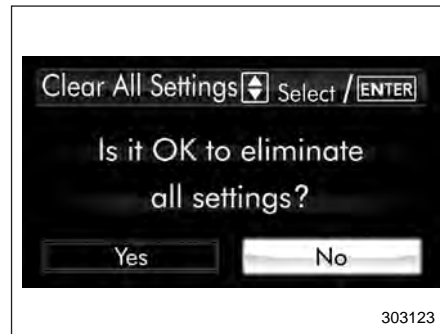 Clear All Settings Select / ENTER
Is it OK to eliminate
all settings?
Yes No
303123